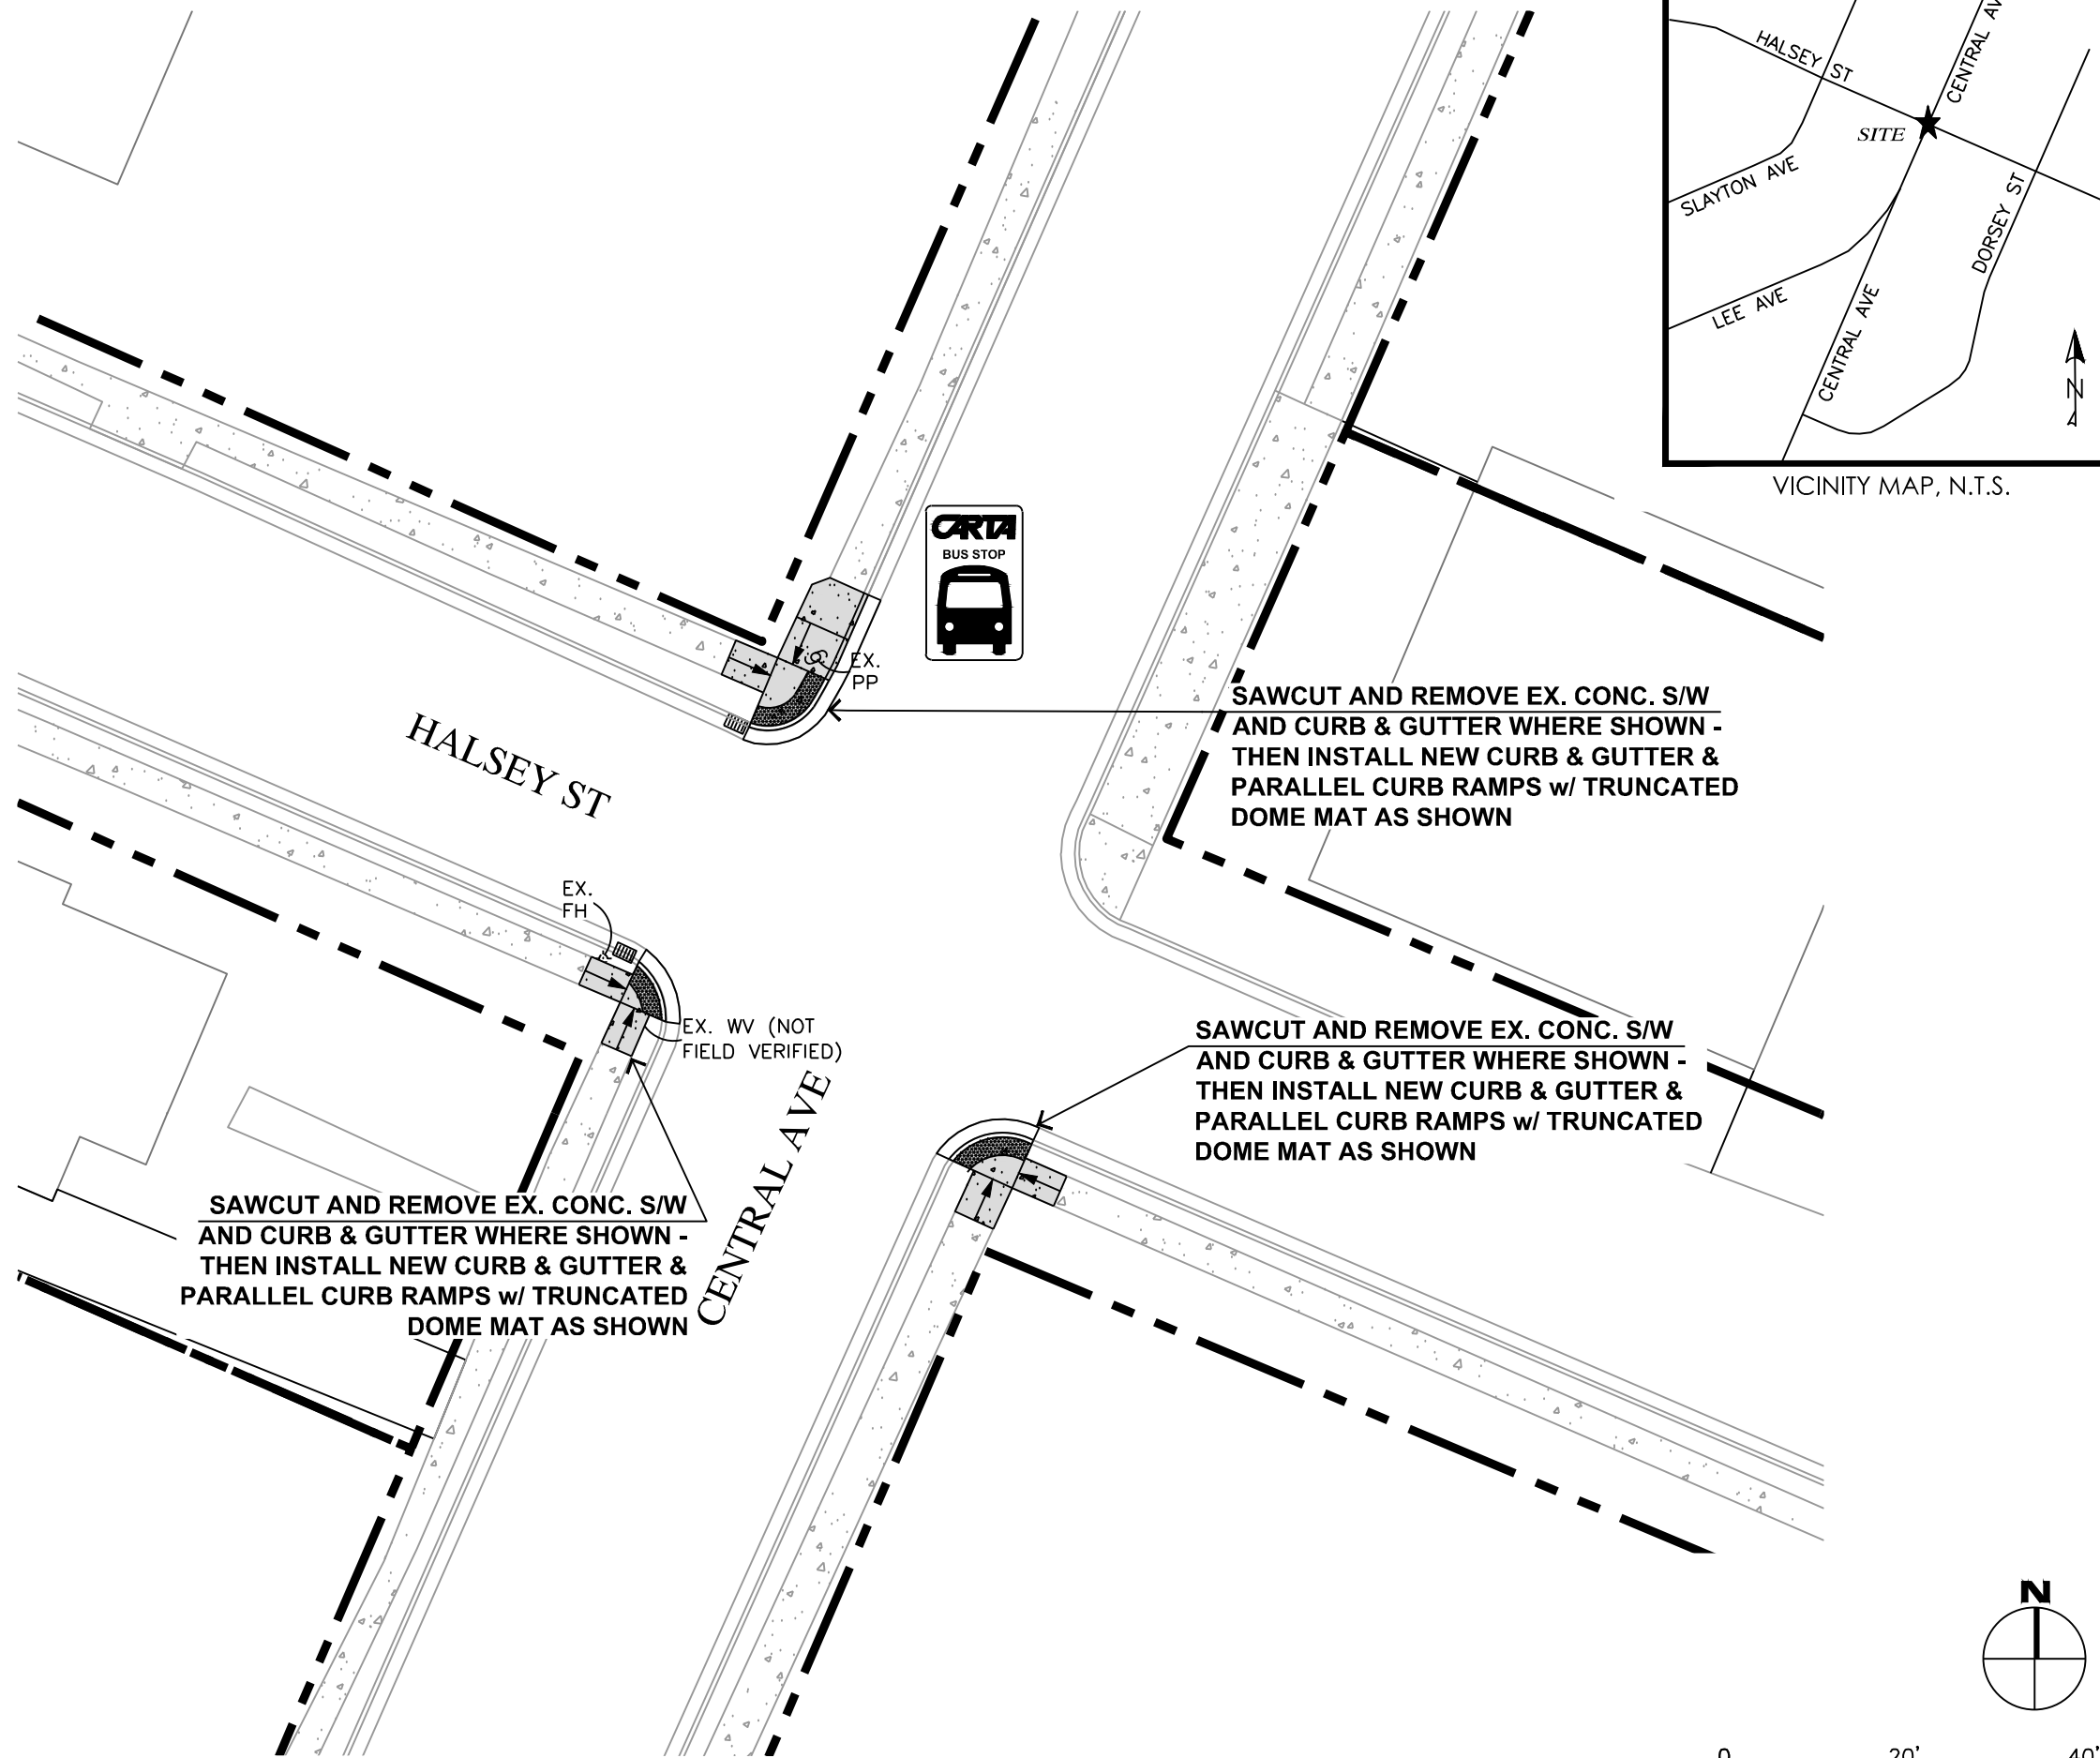 HALSEY ST
CENTRAL AV
SITE
SLAYTON AVE
DORSEY ST
LEE AVE
CENTRAL AVE
N
VICINITY MAP, N.T.S.
CARTA
BUS STOP
EX.
PP
SAWCUT AND REMOVE EX. CONC. S/W
AND CURB & GUTTER WHERE SHOWN -
THEN INSTALL NEW CURB & GUTTER &
PARALLEL CURB RAMPS w/ TRUNCATED
DOME MAT AS SHOWN
HALSEY ST
EX.
FH
EX. WV (NOT
FIELD VERIFIED)
SAWCUT AND REMOVE EX. CONC. S/W
AND CURB & GUTTER WHERE SHOWN -
THEN INSTALL NEW CURB & GUTTER &
PARALLEL CURB RAMPS w/ TRUNCATED
DOME MAT AS SHOWN
CENTRAL AVE
SAWCUT AND REMOVE EX. CONC. S/W
AND CURB & GUTTER WHERE SHOWN -
THEN INSTALL NEW CURB & GUTTER &
PARALLEL CURB RAMPS w/ TRUNCATED
DOME MAT AS SHOWN
N
0 20' 40'